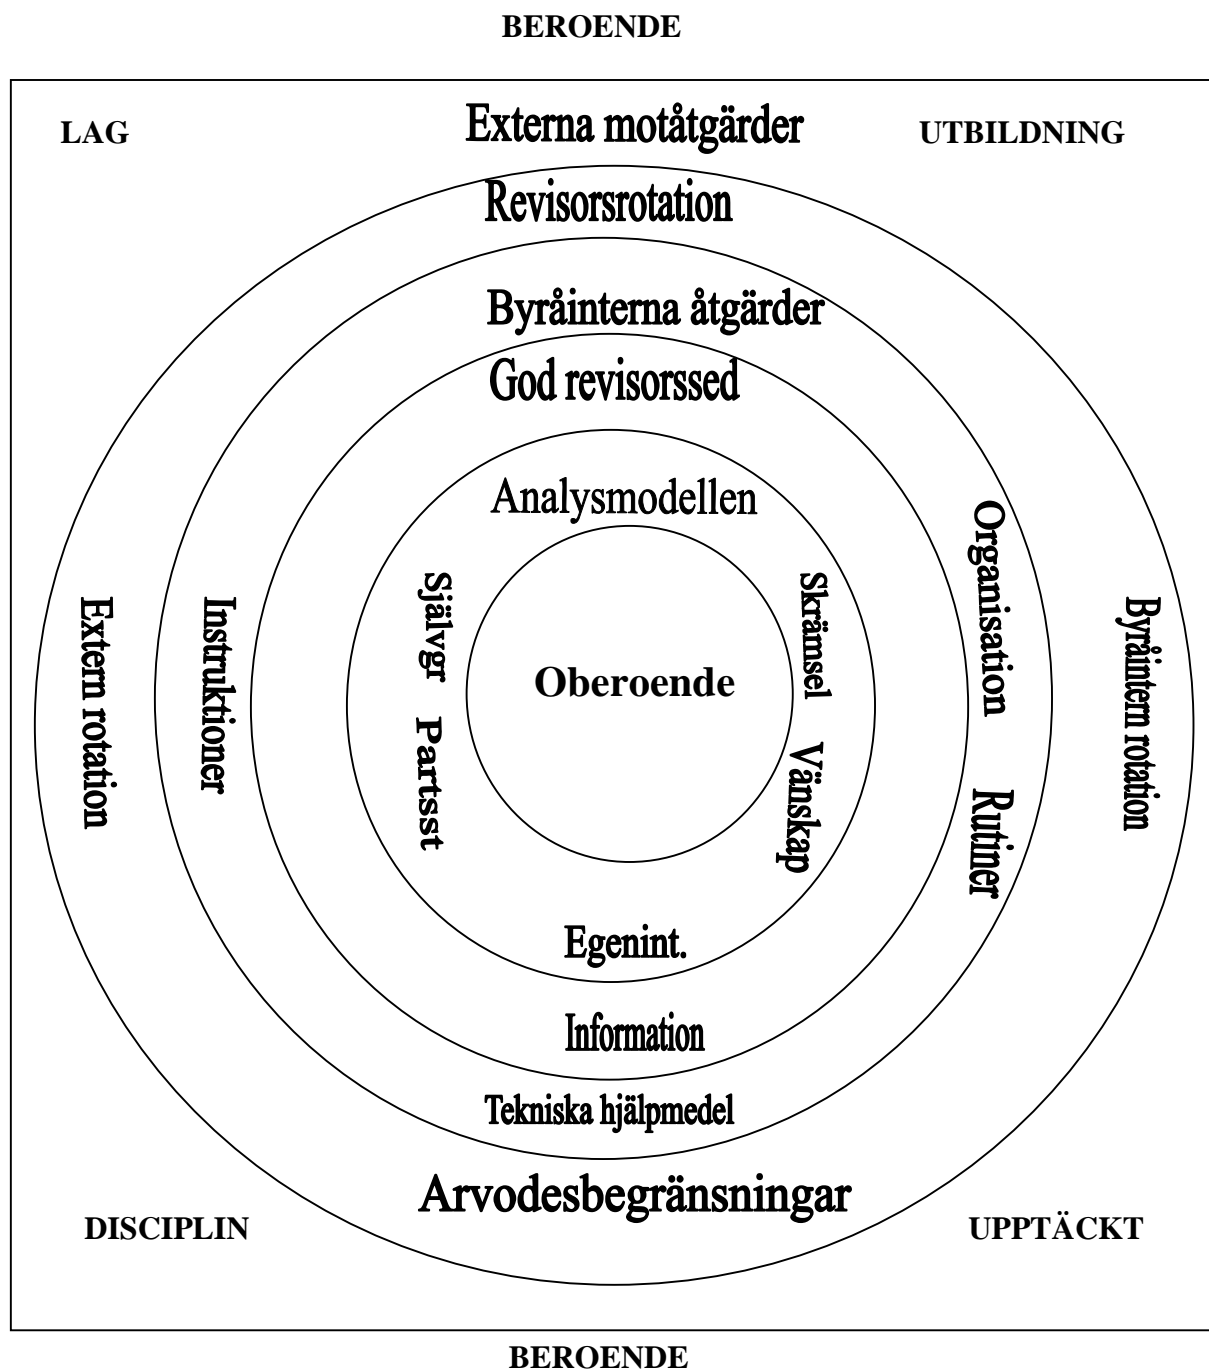 BEROENDE
LAG
Externa motåtgärder
UTBILDNING
Revisorsrotation
Byråinterna åtgärder
God revisorssed
Analysmodellen
Extern rotation
Instruktioner
Självgr
Partsst
Oberoende
Skrämsel
Vänskap
Organisation
Rutiner
Byråintern rotation
Egenint.
Information
Tekniska hjälpmedel
Arvodesbegränsningar
DISCIPLIN
UPPTÄCKT
BEROENDE